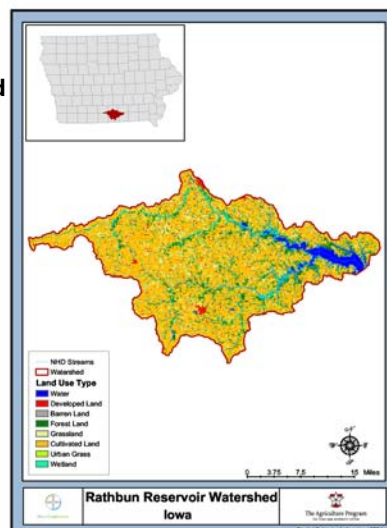 d
NHD Streams
Watershed
Land Use Type
Water
Developed Land
Barren Land
Forest Land
Grassland
Cultivated Land
Urban Grass
Wetland
0 3.75 7.5 15 Miles
Rathbun Reservoir Watershed
Iowa
The Agriculture Program